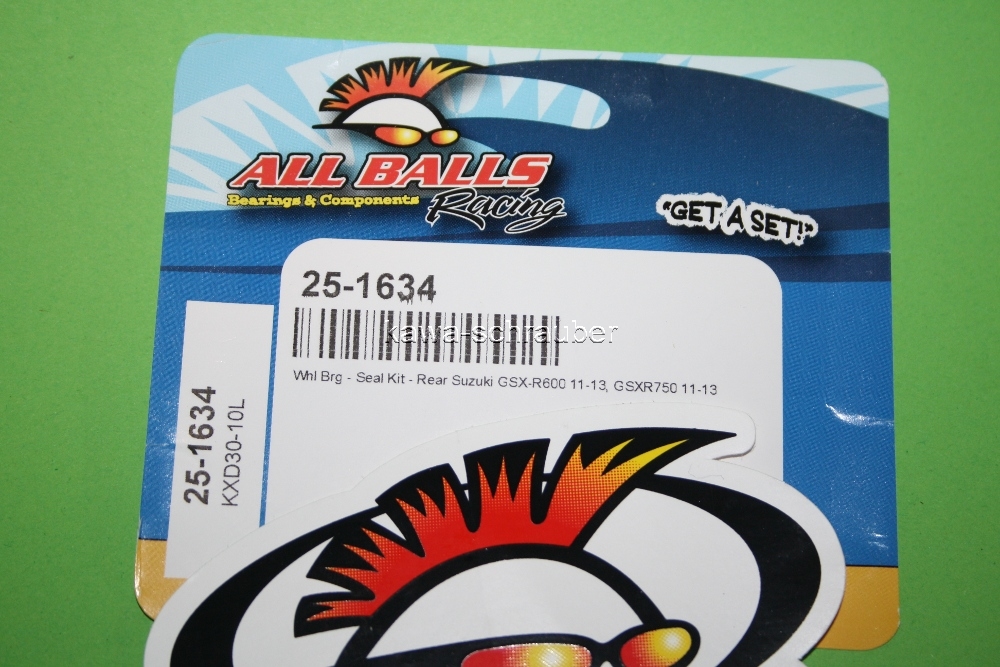 ALL BALLS
Racing
Bearings & Components
"GET A SET!"
25-1634
kawa-schrauber
Whl Brg - Seal Kit - Rear Suzuki GSX-R600 11-13, GSXR750 11-13
25-1634
KXD30-10L